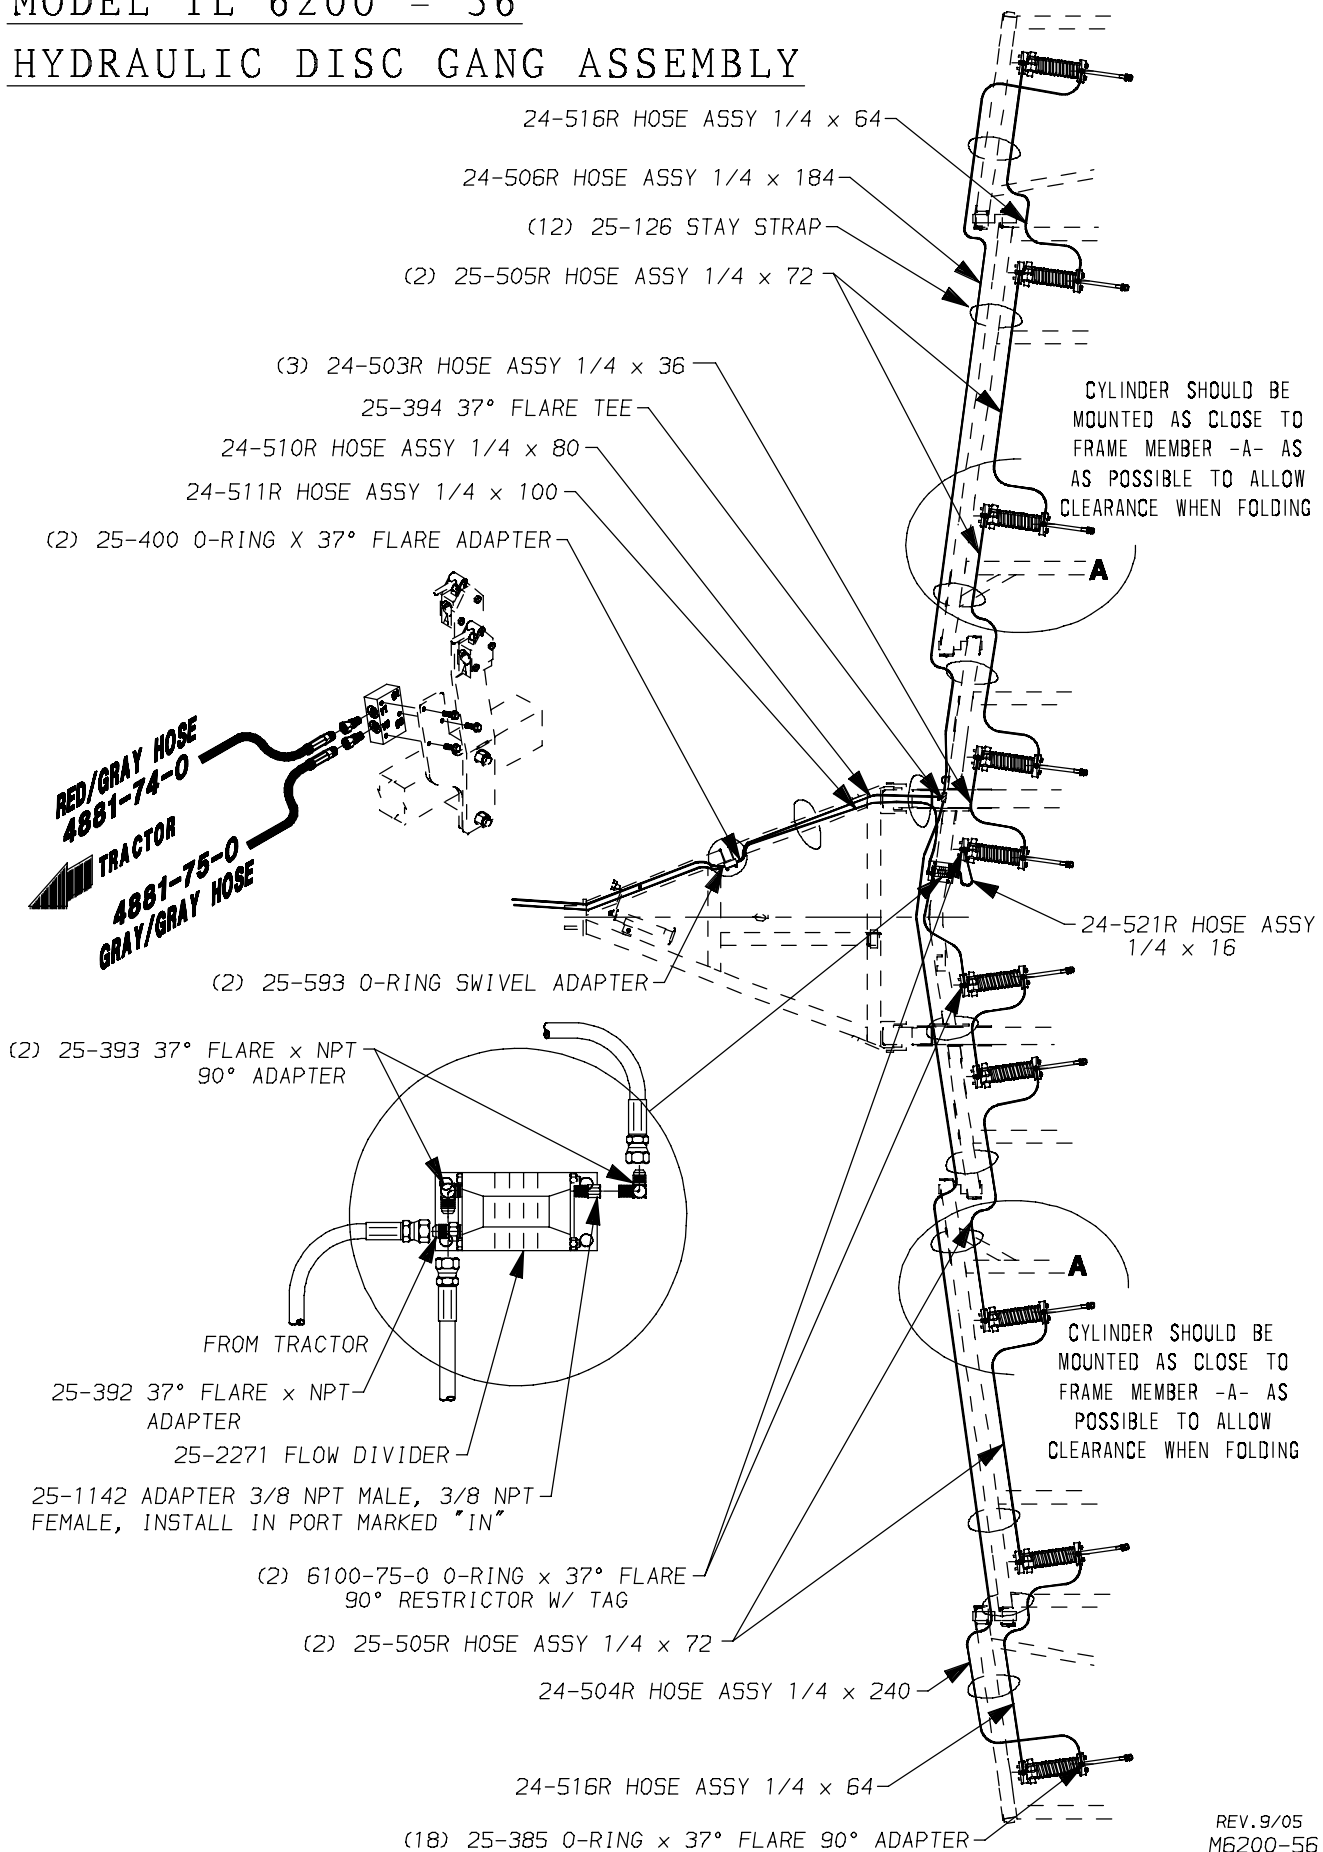 MODEL TL 6200 - 56
HYDRAULIC DISC GANG ASSEMBLY
24-516R HOSE ASSY 1/4 x 64
24-506R HOSE ASSY 1/4 x 184
(12) 25-126 STAY STRAP
(2) 25-505R HOSE ASSY 1/4 x 72
(3) 24-503R HOSE ASSY 1/4 x 36
25-394 37° FLARE TEE
24-510R HOSE ASSY 1/4 x 80
24-511R HOSE ASSY 1/4 x 100
(2) 25-400 O-RING X 37° FLARE ADAPTER
CYLINDER SHOULD BE
MOUNTED AS CLOSE TO
FRAME MEMBER -A- AS
AS POSSIBLE TO ALLOW
CLEARANCE WHEN FOLDING
A
RED/GRAY HOSE
4881-74-0
TRACTOR
4881-75-0
GRAY/GRAY HOSE
24-521R HOSE ASSY
1/4 x 16
(2) 25-593 O-RING SWIVEL ADAPTER
(2) 25-393 37° FLARE x NPT
90° ADAPTER
FROM TRACTOR
25-392 37° FLARE x NPT
ADAPTER
25-2271 FLOW DIVIDER
25-1142 ADAPTER 3/8 NPT MALE, 3/8 NPT
FEMALE, INSTALL IN PORT MARKED "IN"
A
CYLINDER SHOULD BE
MOUNTED AS CLOSE TO
FRAME MEMBER -A- AS
POSSIBLE TO ALLOW
CLEARANCE WHEN FOLDING
(2) 6100-75-0 O-RING x 37° FLARE
90° RESTRICTOR W/ TAG
(2) 25-505R HOSE ASSY 1/4 x 72
24-504R HOSE ASSY 1/4 x 240
24-516R HOSE ASSY 1/4 x 64
(18) 25-385 O-RING x 37° FLARE 90° ADAPTER
REV.9/05
M6200-56